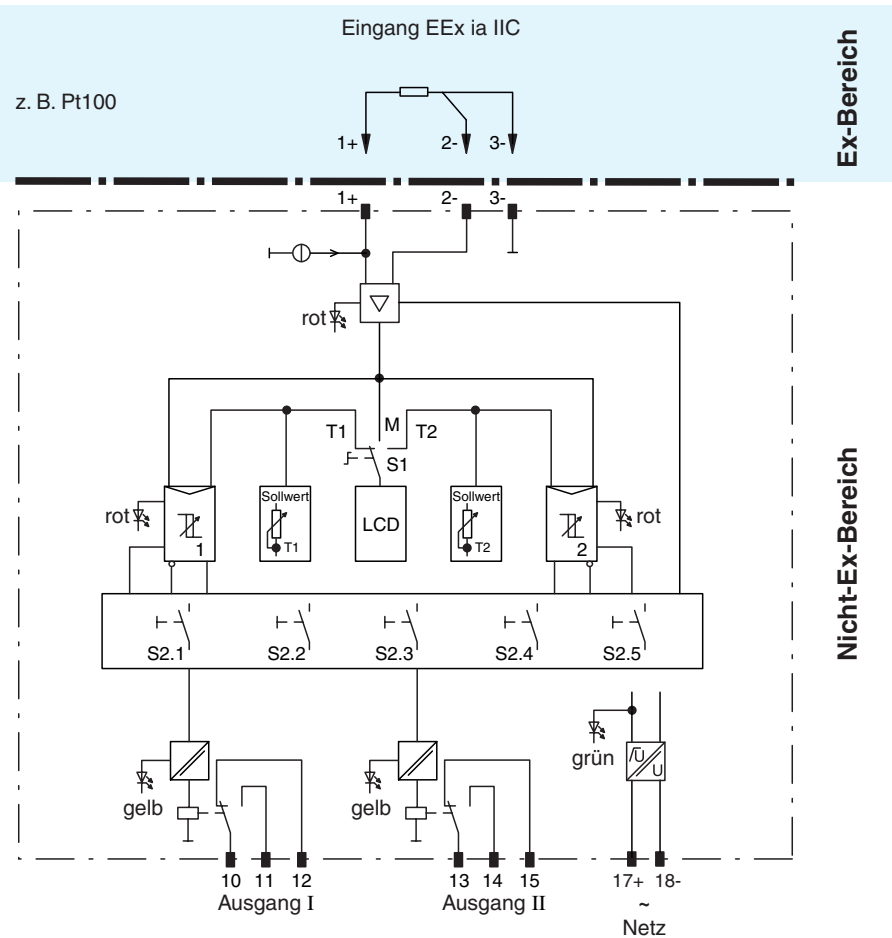 Eingang EEx ia IIC
Ex-Bereich
z. B. Pt100
1+ 2- 3-
1+ 2- 3-
rot
T1 M T2
S1
rot
1
Sollwert
T1
LCD
Sollwert
T2
2
rot
S2.1 S2.2 S2.3 S2.4 S2.5
Nicht-Ex-Bereich
gelb
gelb
grün
U
U
10 11 12
13 14 15
17+ 18-
Ausgang I
Ausgang II
~
Netz